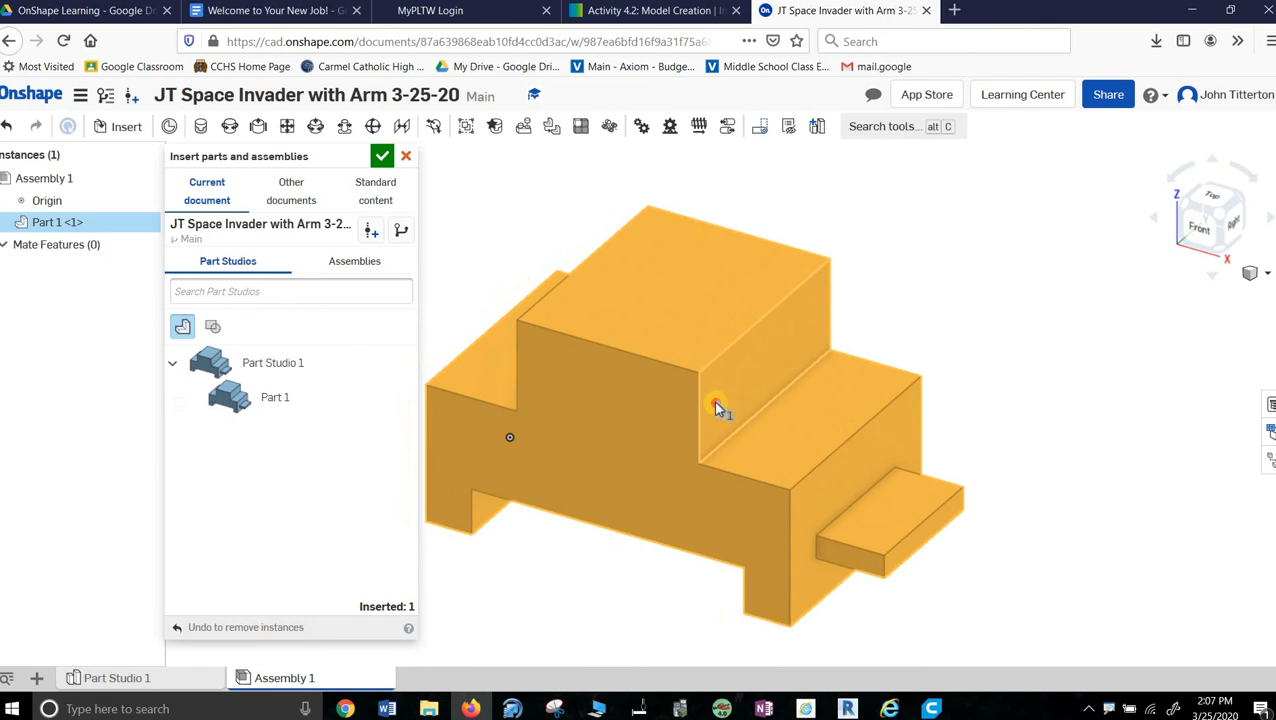 OnShape Learning - Google Driv
Welcome to Your New Job! - G
MyPLTW Login
Activity 4.2: Model Creation | In
On. JT Space Invader with Arm 3-25
https://cad.onshape.com/documents/87a639868eab10fd4cc0d3ac/w/987ea6bfd16f9a31f75a68
Search
Most Visited
Google Classroom
CCHS Home Page
Carmel Catholic High ...
My Drive - Google Dri...
Main - Axiom - Budge...
Middle School Class E...
mail.google
Onshape
JT Space Invader with Arm 3-25-20 Main
App Store
Learning Center
Share
John Titterton
Insert
Search tools... alt C
Instances (1)
Assembly 1
Origin
Part 1 <1>
Mate Features (0)
Insert parts and assemblies
Current document
Other documents
Standard content
JT Space Invader with Arm 3-2...
Main
Part Studios
Assemblies
Search Part Studios
Part Studio 1
Part 1
Inserted: 1
Undo to remove instances
1
Z
Top
Front
Right
X
Part Studio 1
Assembly 1
Type here to search
2:07 PM
3/25/2020